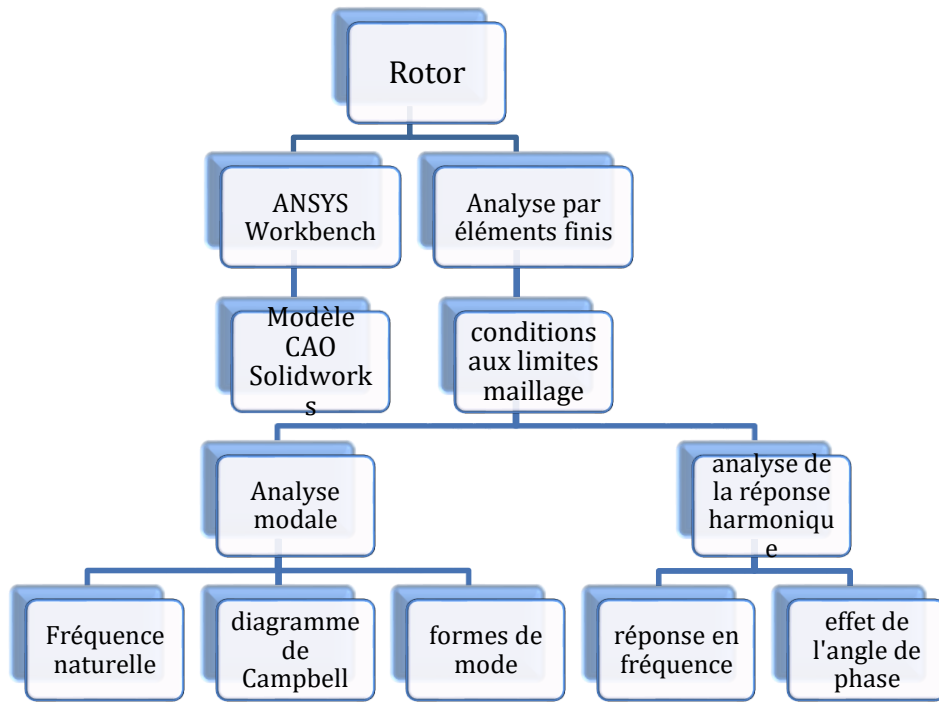 Rotor
ANSYS
Workbench
Analyse par
éléments finis
Modèle
CAO
Solidwork
s
conditions
aux limites
maillage
Analyse
modale
analyse de
la réponse
harmoniqu
e
Fréquence
naturelle
diagramme
de
Campbell
formes de
mode
réponse en
fréquence
effet de
l'angle de
phase